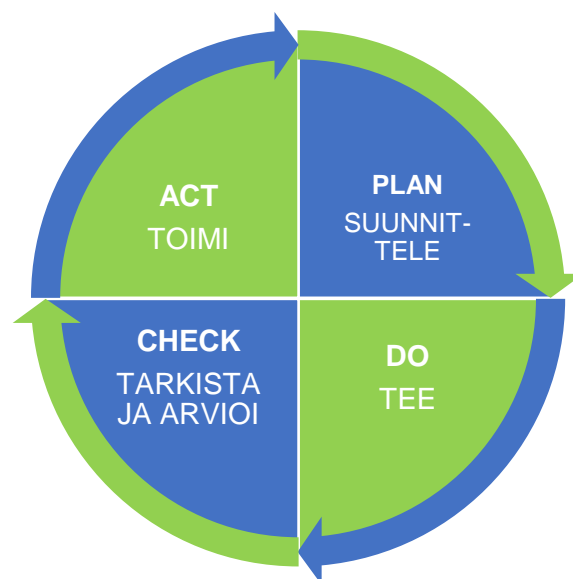 ACT
TOIMI
PLAN
SUUNNIT-
TELE
CHECK
TARKISTA
JA ARVIOI
DO
TEE